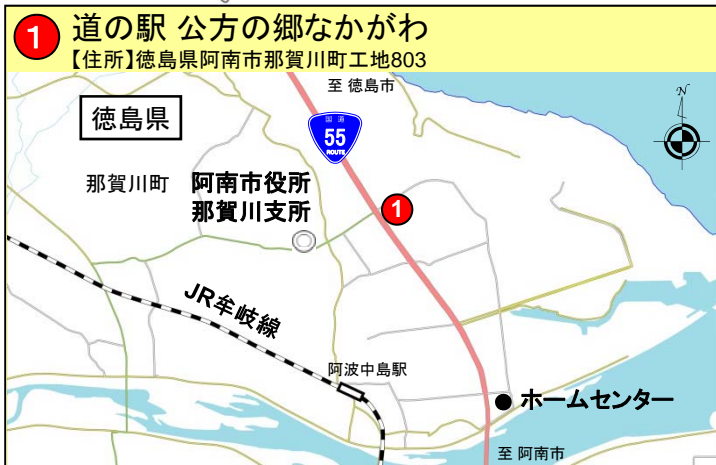 1 道の駅 公方の郷なかがわ
【住所】徳島県阿南市那賀川町工地803
至 徳島市
N
徳島県
国道
55
ROUTE
那賀川町
阿南市役所
那賀川支所
1
JR牟岐線
阿波中島駅
ホームセンター
至 阿南市